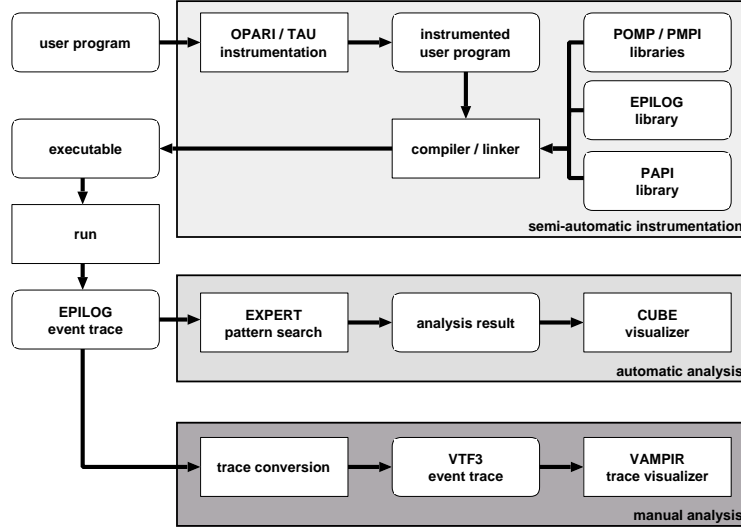 user program
OPARI / TAU
instrumentation
instrumented
user program
POMP / PMPI
libraries
EPILOG
library
executable
compiler / linker
PAPI
library
semi-automatic instrumentation
run
EPILOG
event trace
EXPERT
pattern search
analysis result
CUBE
visualizer
automatic analysis
trace conversion
VTF3
event trace
VAMPIR
trace visualizer
manual analysis